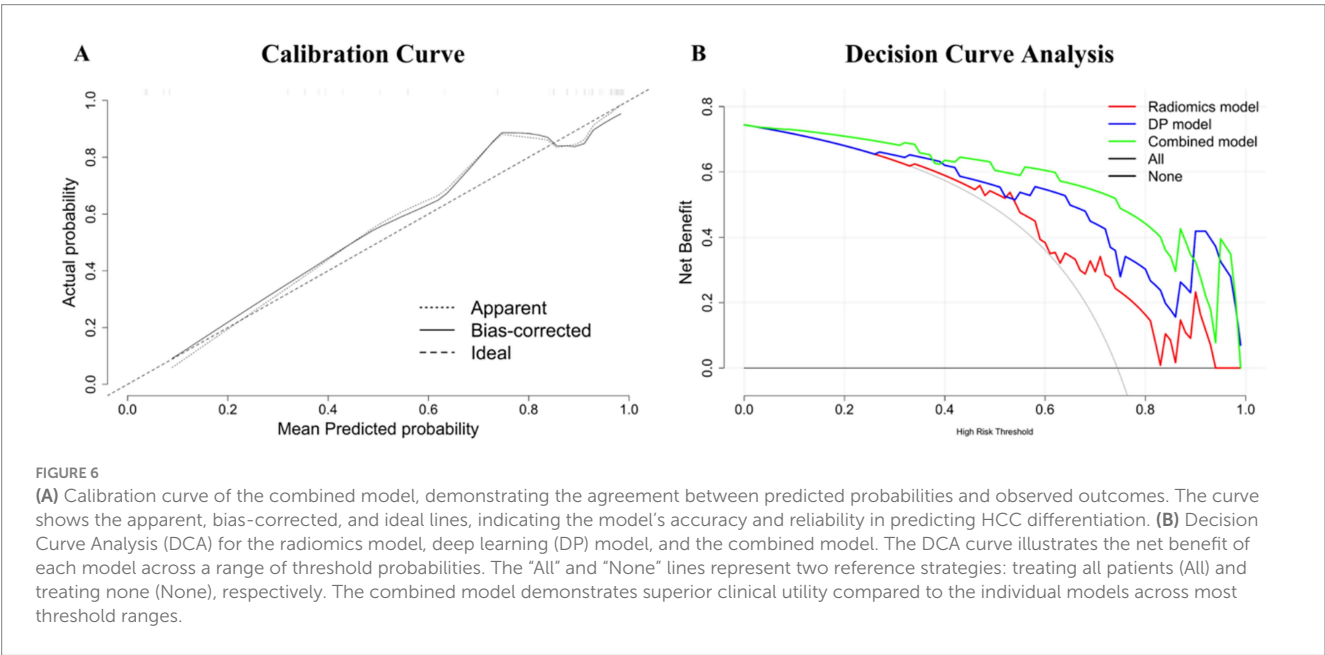 A
Calibration Curve
Actual probability
1.0
0.8
0.6
0.4
0.2
0.0
Apparent
Bias-corrected
Ideal
0.0 0.2 0.4 0.6 0.8 1.0
Mean Predicted probability
B
Decision Curve Analysis
Net Benefit
0.8
0.6
0.4
0.2
0.0
Radiomics model
DP model
Combined model
All
None
0.0 0.2 0.4 0.6 0.8 1.0
High Risk Threshold
FIGURE 6
(A) Calibration curve of the combined model, demonstrating the agreement between predicted probabilities and observed outcomes. The curve
shows the apparent, bias-corrected, and ideal lines, indicating the model’s accuracy and reliability in predicting HCC differentiation. (B) Decision
Curve Analysis (DCA) for the radiomics model, deep learning (DP) model, and the combined model. The DCA curve illustrates the net benefit of
each model across a range of threshold probabilities. The “All” and “None” lines represent two reference strategies: treating all patients (All) and
treating none (None), respectively. The combined model demonstrates superior clinical utility compared to the individual models across most
threshold ranges.